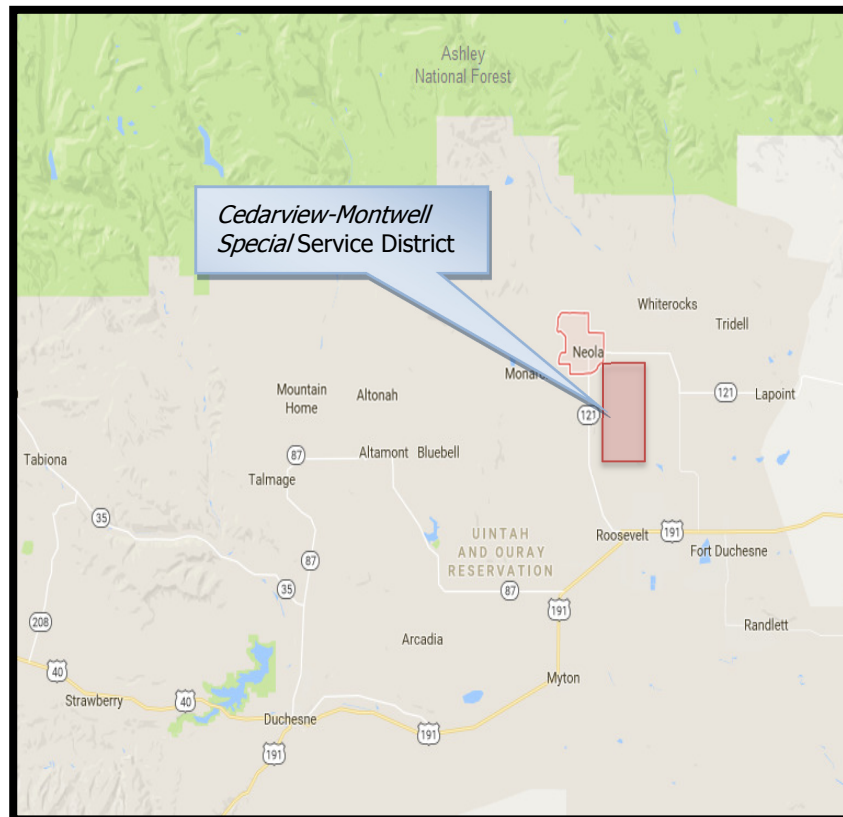 Ashley
National Forest
Cedarview-Montwell
Special Service District
Whiterocks
Tridell
Neola
Mountain
Home
Altonah
121
121
Lapoint
Tabiona
87
Altamont
Bluebell
Talmage
35
UINTAH
AND OURAY
RESERVATION
Roosevelt
191
Fort Duchesne
87
35
87
191
208
Arcadia
Randlett
40
Strawberry
40
Myton
Duchesne
191
191